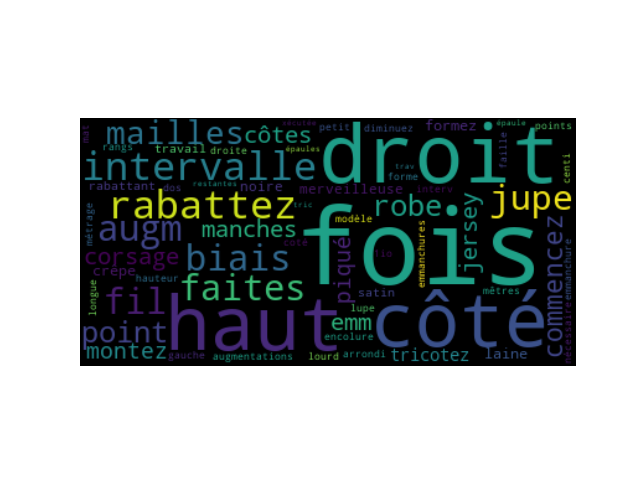 mailles
côtes
petit
diminuez
formez
épaule
points
rangs
travail
droite
épaules
droit
faille
centi
intervalle
rabattant
dos
restantes
noire
merveilleuse
interv
trav
forme
jupe
rabattez
tric
modèle
robe
jersey
métrage
augm
manches
fois
emmanchures
commencez
corsage
biais
côté
piqué
fio
crêpe
hauteur
longue
fil
faites
satin
mètres
emmanchure
point
haut
lupe
emm
côté
encolure
montez
gauche
augmentations
lourd
arrondi
tricotez
laine
nécessaire